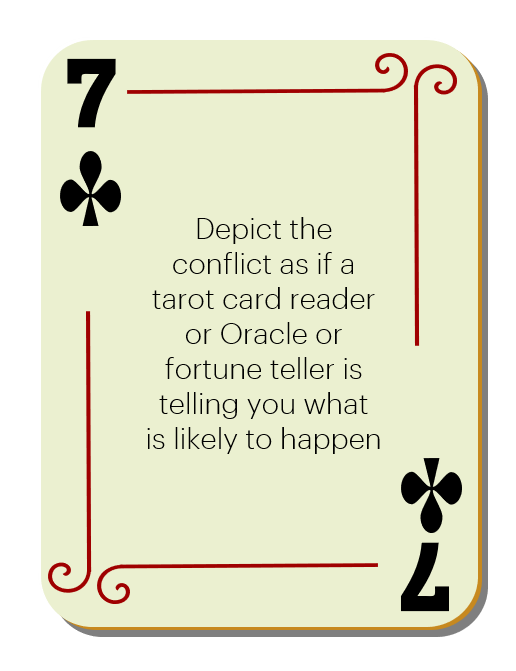 7
Depict the
conflict as if a
tarot card reader
or Oracle or
fortune teller is
telling you what
is likely to happen
7